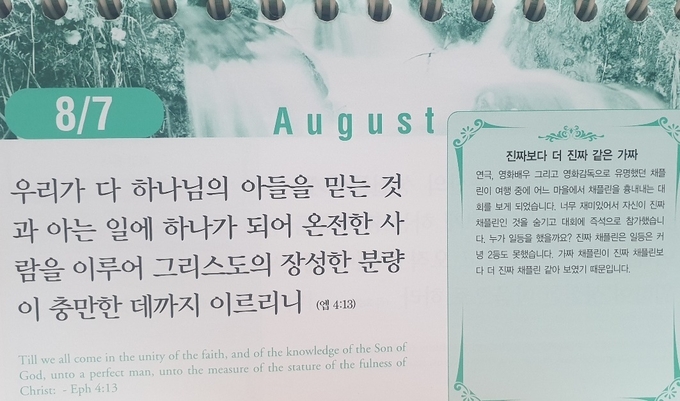 8/7
August
우리가 다 하나님의 아들을 믿는 것
과 아는 일에 하나가 되어 온전한 사
람을 이루어 그리스도의 장성한 분량
이 충만한 데까지 이르리니 (엡 4:13)
Till we all come in the unity of the faith, and of the knowledge of the Son of
God, unto a perfect man, unto the measure of the stature of the fulness of
Christ: - Eph 4:13
진짜보다 더 진짜 같은 가짜
연극, 영화배우 그리고 영화감독으로 유명했던 채플
린이 여행 중에 어느 마을에서 채플린을 흉내내는 대
회를 보게 되었습니다. 너무 재미있어서 자신이 진짜
채플린인 것을 숨기고 대회에 즉석으로 참가했습니
다. 누가 일등을 했을까요? 진짜 채플린은 일등은 커
녕 2등도 못했습니다. 가짜 채플린이 진짜 채플린보
다 더 진짜 채플린 같아 보였기 때문입니다.